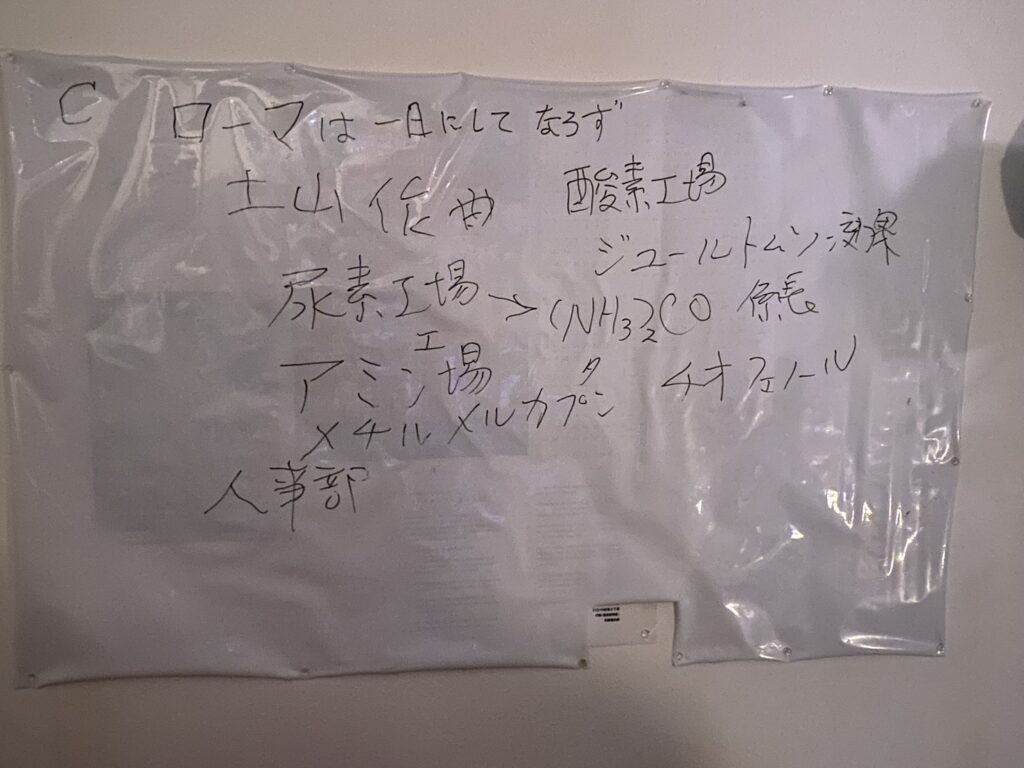 C ローマは一日にしてならず
土山
酸素工場
ジュールトムソン効果
尿素工場→(NH3)2CO 係長
アミン工場
メチルメルカプタン チオフェノール
人事部